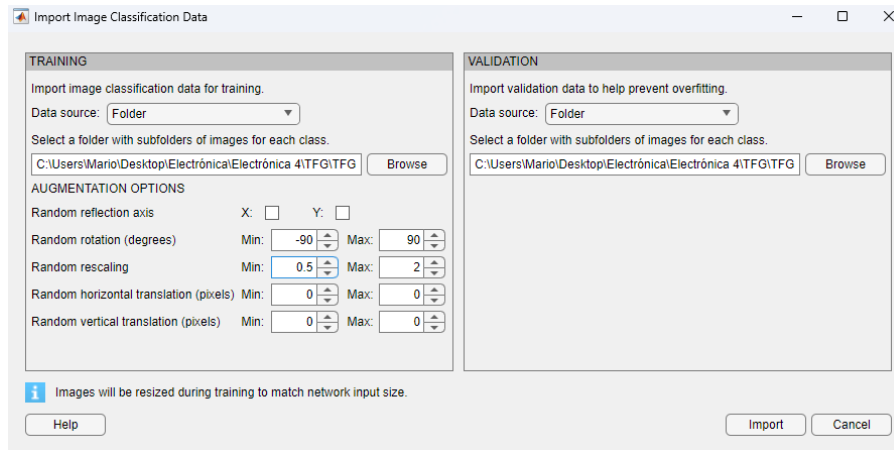 Import Image Classification Data
TRAINING
Import image classification data for training.
Data source: Folder
Select a folder with subfolders of images for each class.
C:\Users\Mario\Desktop\Electrónica\Electrónica 4\TFG\TFG Browse
AUGMENTATION OPTIONS
Random reflection axis X: Y:
Random rotation (degrees) Min: -90 Max: 90
Random rescaling Min: 0.5 Max: 2
Random horizontal translation (pixels) Min: 0 Max: 0
Random vertical translation (pixels) Min: 0 Max: 0
VALIDATION
Import validation data to help prevent overfitting.
Data source: Folder
Select a folder with subfolders of images for each class.
C:\Users\Mario\Desktop\Electrónica\Electrónica 4\TFG\TFG Browse
Images will be resized during training to match network input size.
Help Import Cancel